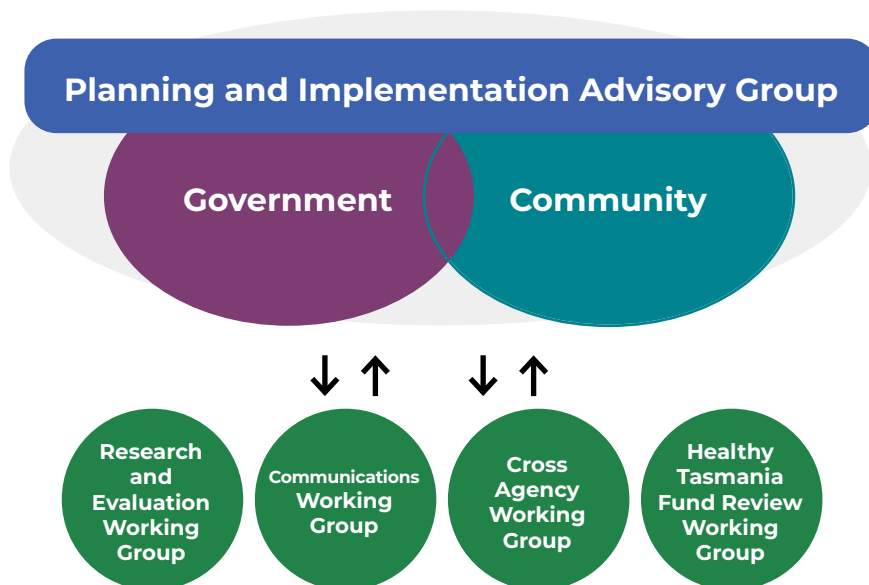 Planning and Implementation Advisory Group
Government
Community
Research
and
Evaluation
Working
Group
Communications
Working
Group
Cross
Agency
Working
Group
Healthy
Tasmania
Fund Review
Working
Group